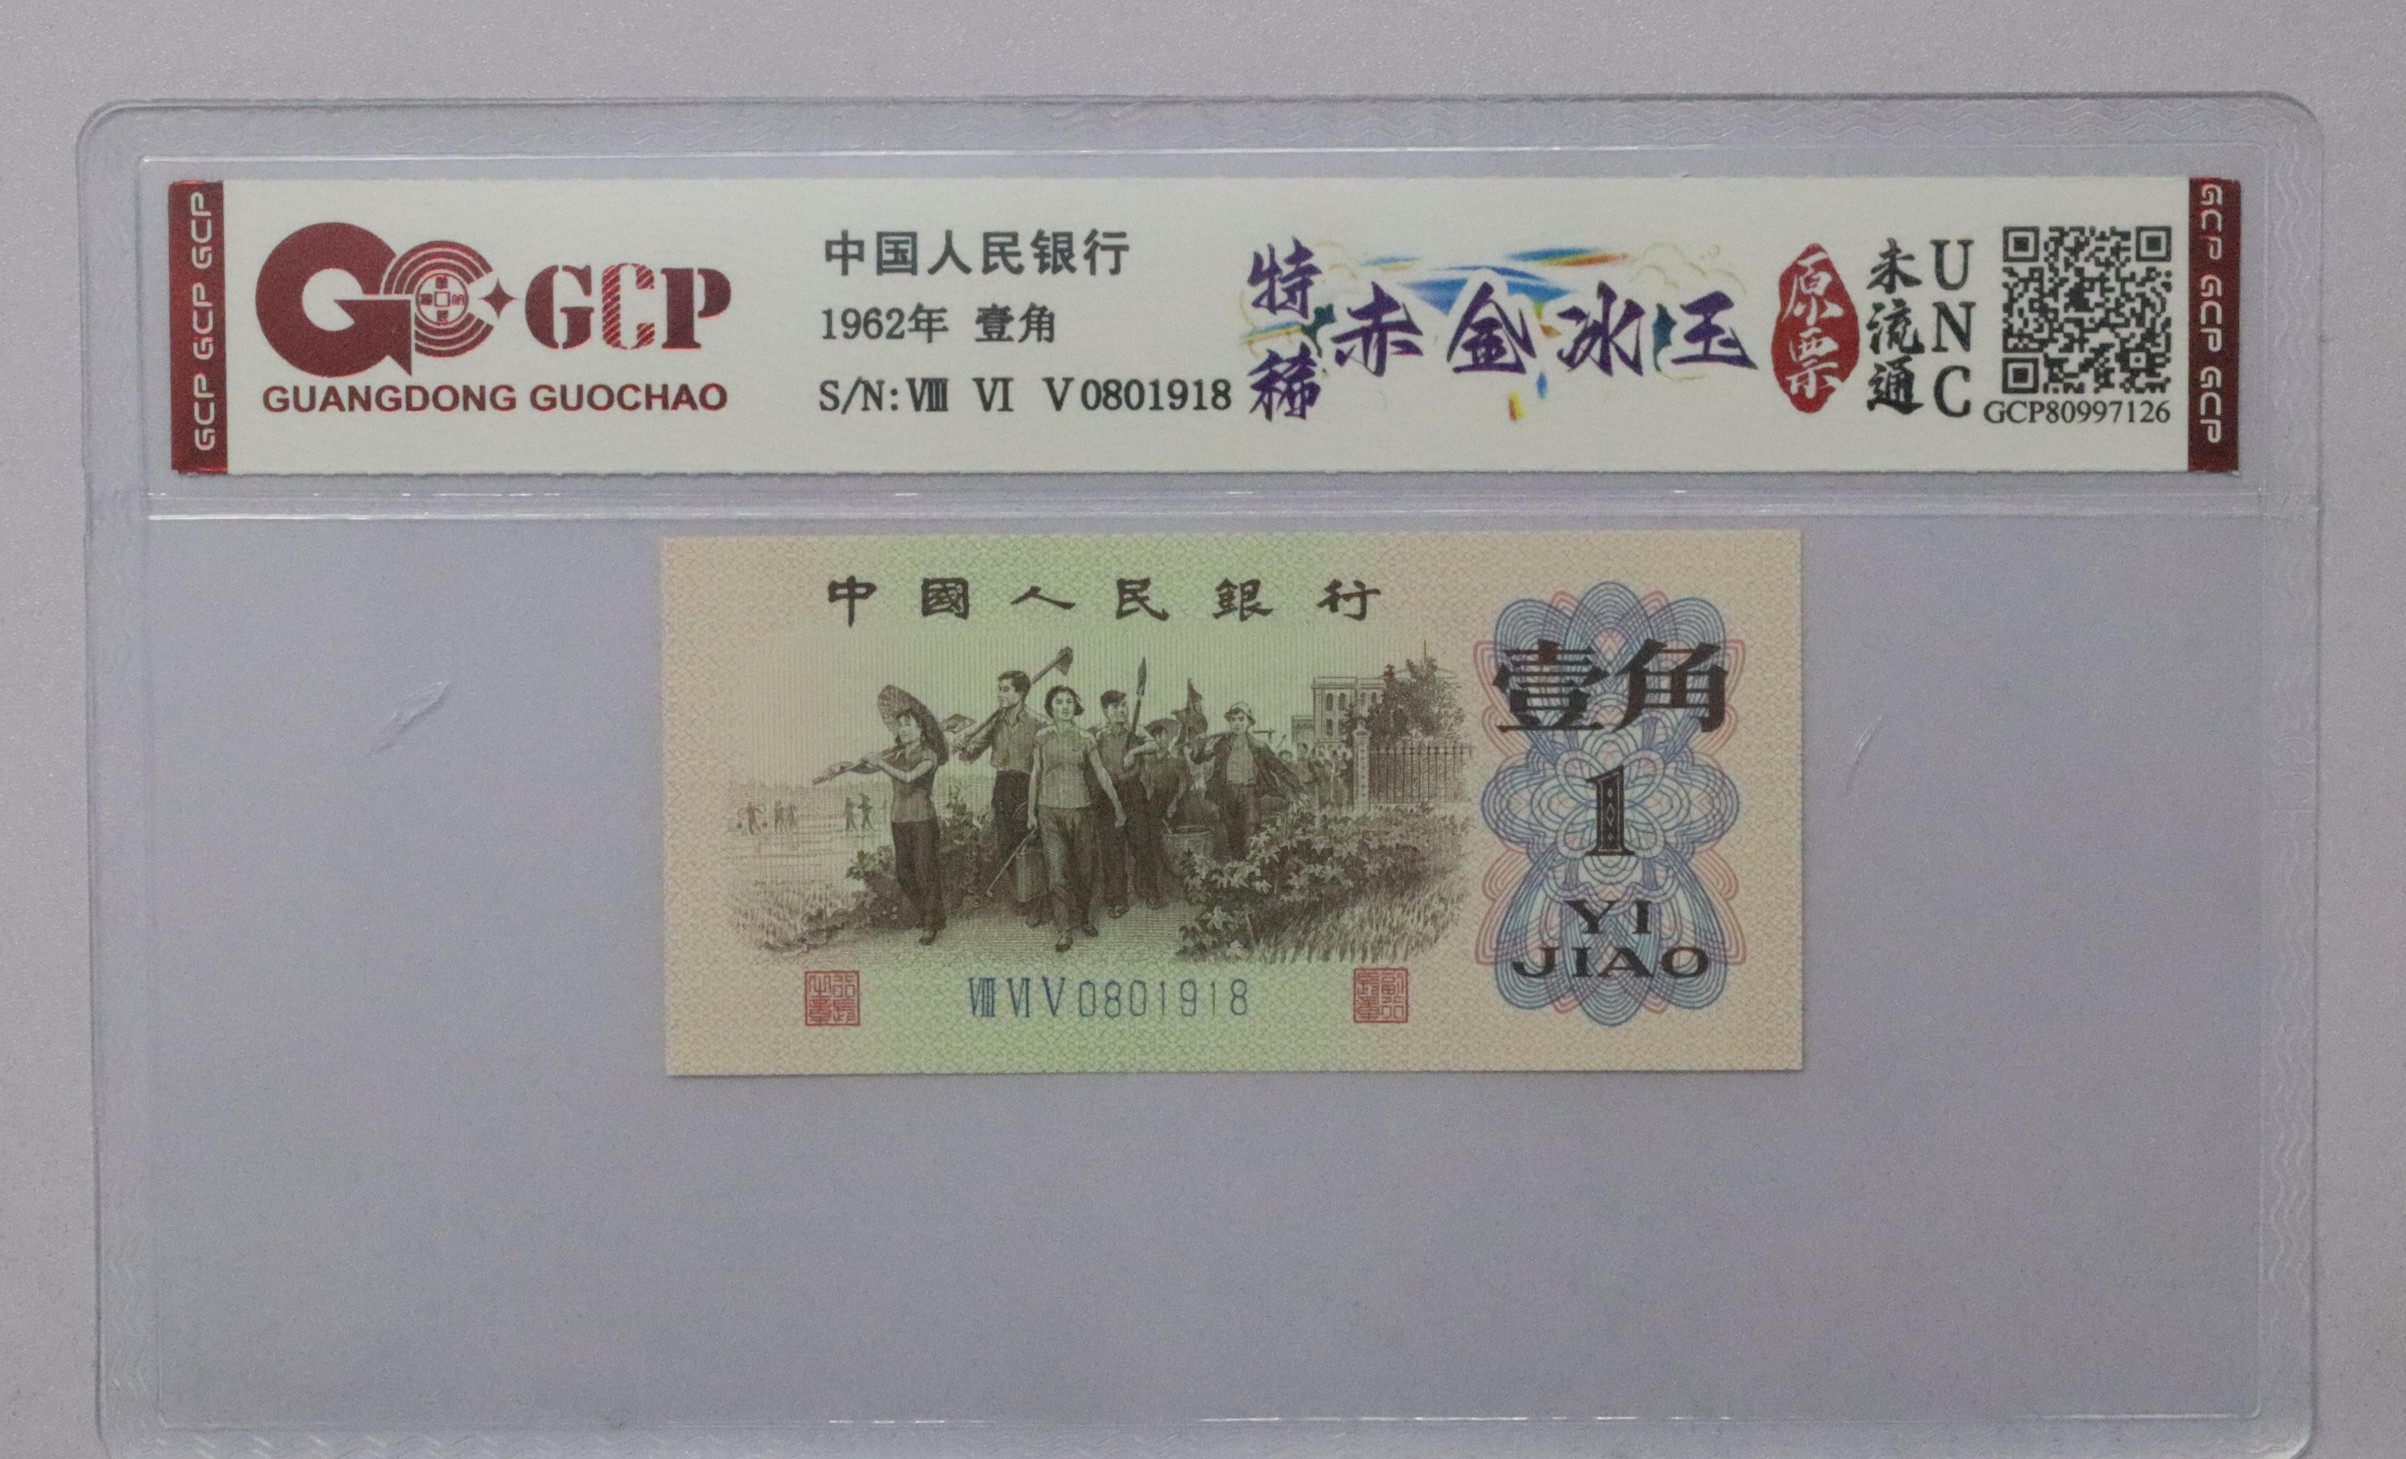 GCP GCP GCP
GCP
GUANGDONG GUOCHAO
中国人民银行
1962年 壹角
S/N: Ⅷ Ⅵ Ⅴ0801918
特稀
赤金冰玉
原票
未流通
UNC
GCP80997126
GCP GCP GCP
中國人民銀行
壹角
1
YI
JIAO
Ⅷ Ⅵ Ⅴ 0801918